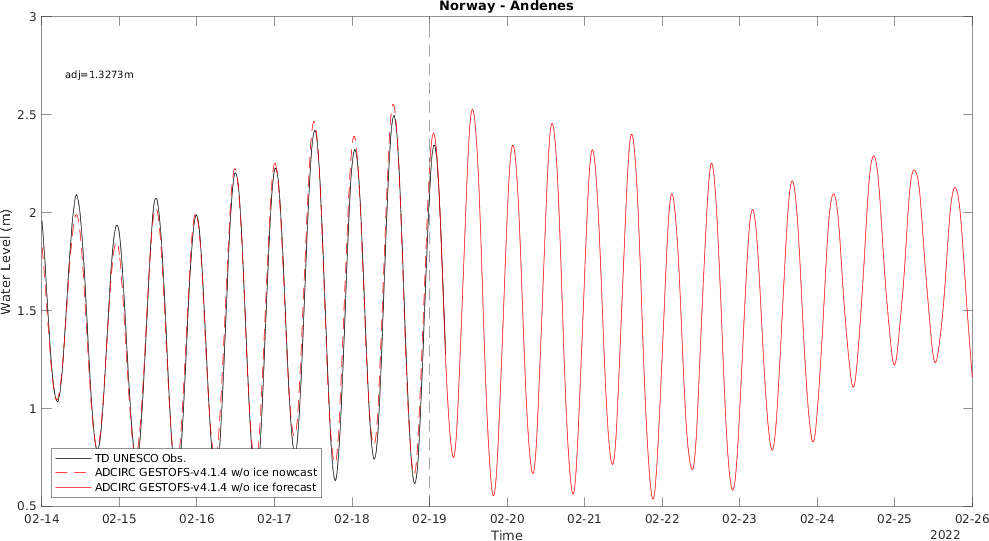 Norway - Andenes
3
2.5
2
1.5
1
0.5
Water Level (m)
adj=1.3273m
TD UNESCO Obs.
ADCIRC GESTOFS-v4.1.4 w/o ice nowcast
ADCIRC GESTOFS-v4.1.4 w/o ice forecast
02-14 02-15 02-16 02-17 02-18 02-19 02-20 02-21 02-22 02-23 02-24 02-25 02-26
Time
2022